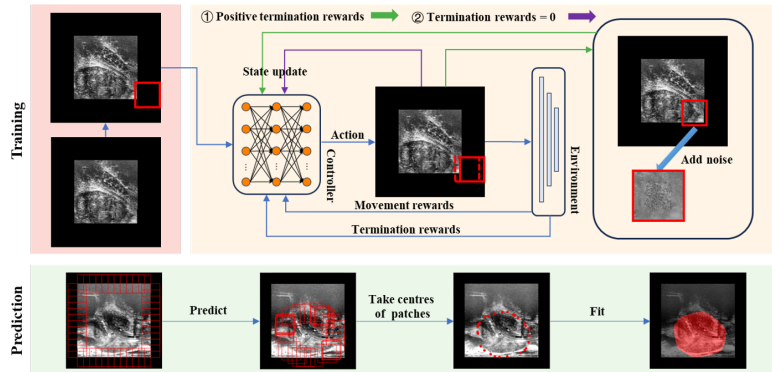 ① Positive termination rewards
② Termination rewards = 0
Training
State update
Action
Controller
Environment
Add noise
Movement rewards
Termination rewards
Prediction
Predict
Take centres
of patches
Fit